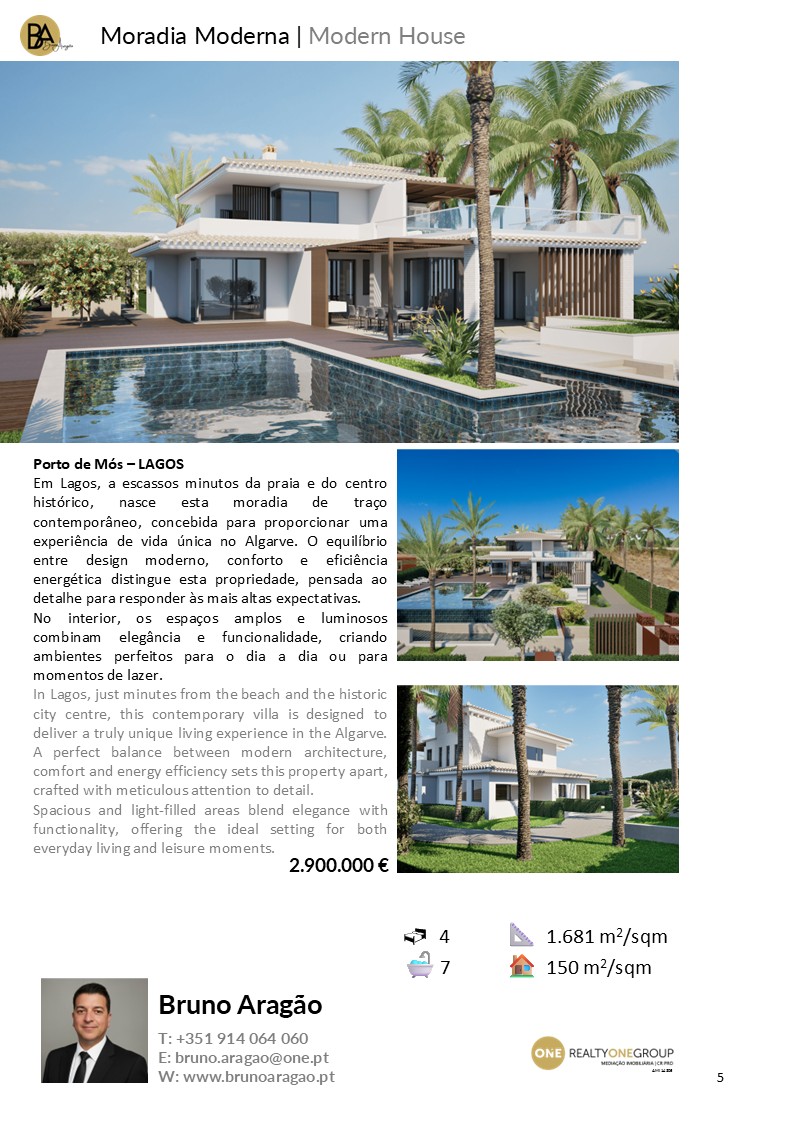 BA
Moradia Moderna | Modern House
Porto de Mós – LAGOS
Em Lagos, a escassos minutos da praia e do centro
histórico, nasce esta moradia de traço
contemporâneo, concebida para proporcionar uma
experiência de vida única no Algarve. O equilíbrio
entre design moderno, conforto e eficiência
energética distingue esta propriedade, pensada ao
detalhe para responder às mais altas expectativas.
No interior, os espaços amplos e luminosos
combinam elegância e funcionalidade, criando
ambientes perfeitos para o dia a dia ou para
momentos de lazer.
In Lagos, just minutes from the beach and the historic
city centre, this contemporary villa is designed to
deliver a truly unique living experience in the Algarve.
A perfect balance between modern architecture,
comfort and energy efficiency sets this property apart,
crafted with meticulous attention to detail.
Spacious and light-filled areas blend elegance with
functionality, offering the ideal setting for both
everyday living and leisure moments.
2.900.000 €
4
1.681 m²/sqm
7
150 m²/sqm
Bruno Aragão
T: +351 914 064 060
E: bruno.aragao@one.pt
W: www.brunoaragao.pt
ONE REALTYONEGROUP
MEDIAÇÃO IMOBILIÁRIA | CR PRO
5